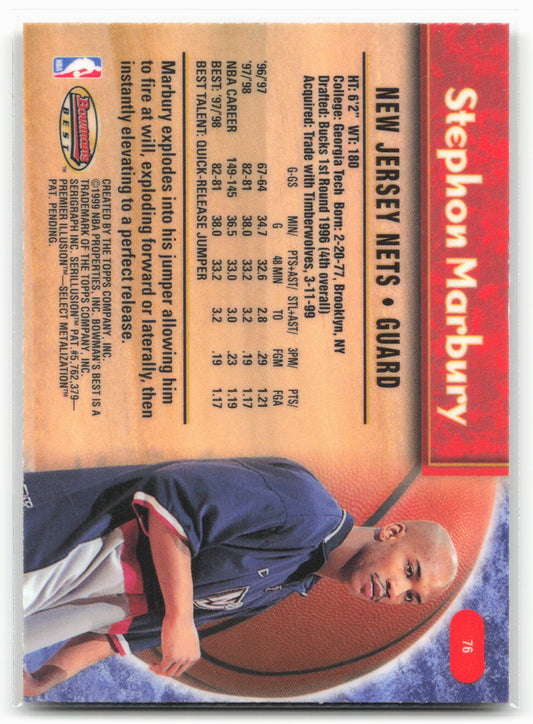 Stephon Marbury
76
NEW JERSEY NETS • GUARD
HT: 6'2" WT: 180
College: Georgia Tech Born: 2-20-77, Brooklyn, NY
Drafted: Bucks 1st Round 1996 (4th overall)
Acquired: Trade with Timberwolves, 3-11-99
MIN/ PTS+AST/ STL+AST/ 3PM/ PTS/
G-GS G 48 MIN TO FGM FGA
'96/'97 67-64 34.7 32.6 2.8 .29 1.21
'97/'98 82-81 38.0 33.2 3.2 .19 1.17
NBA CAREER 149-145 36.5 33.0 3.0 .23 1.19
BEST: '97/'98 82-81 38.0 33.2 3.2 .19 1.17
BEST TALENT: QUICK-RELEASE JUMPER
Marbury explodes into his jumper allowing him
to fire at will, exploding forward or laterally, then
instantly elevating to a perfect release.
NBA
Bowman's
BEST
CREATED BY THE TOPPS COMPANY, INC.
©1999 NBA PROPERTIES, INC. BOWMAN'S BEST IS A
TRADEMARK OF THE TOPPS COMPANY, INC.
SERIGRAPH INC. SERILLUSION™ PAT. #5,762,379—
PREMIER ILLUSION™—SELECT METALIZATION™
PAT. PENDING.